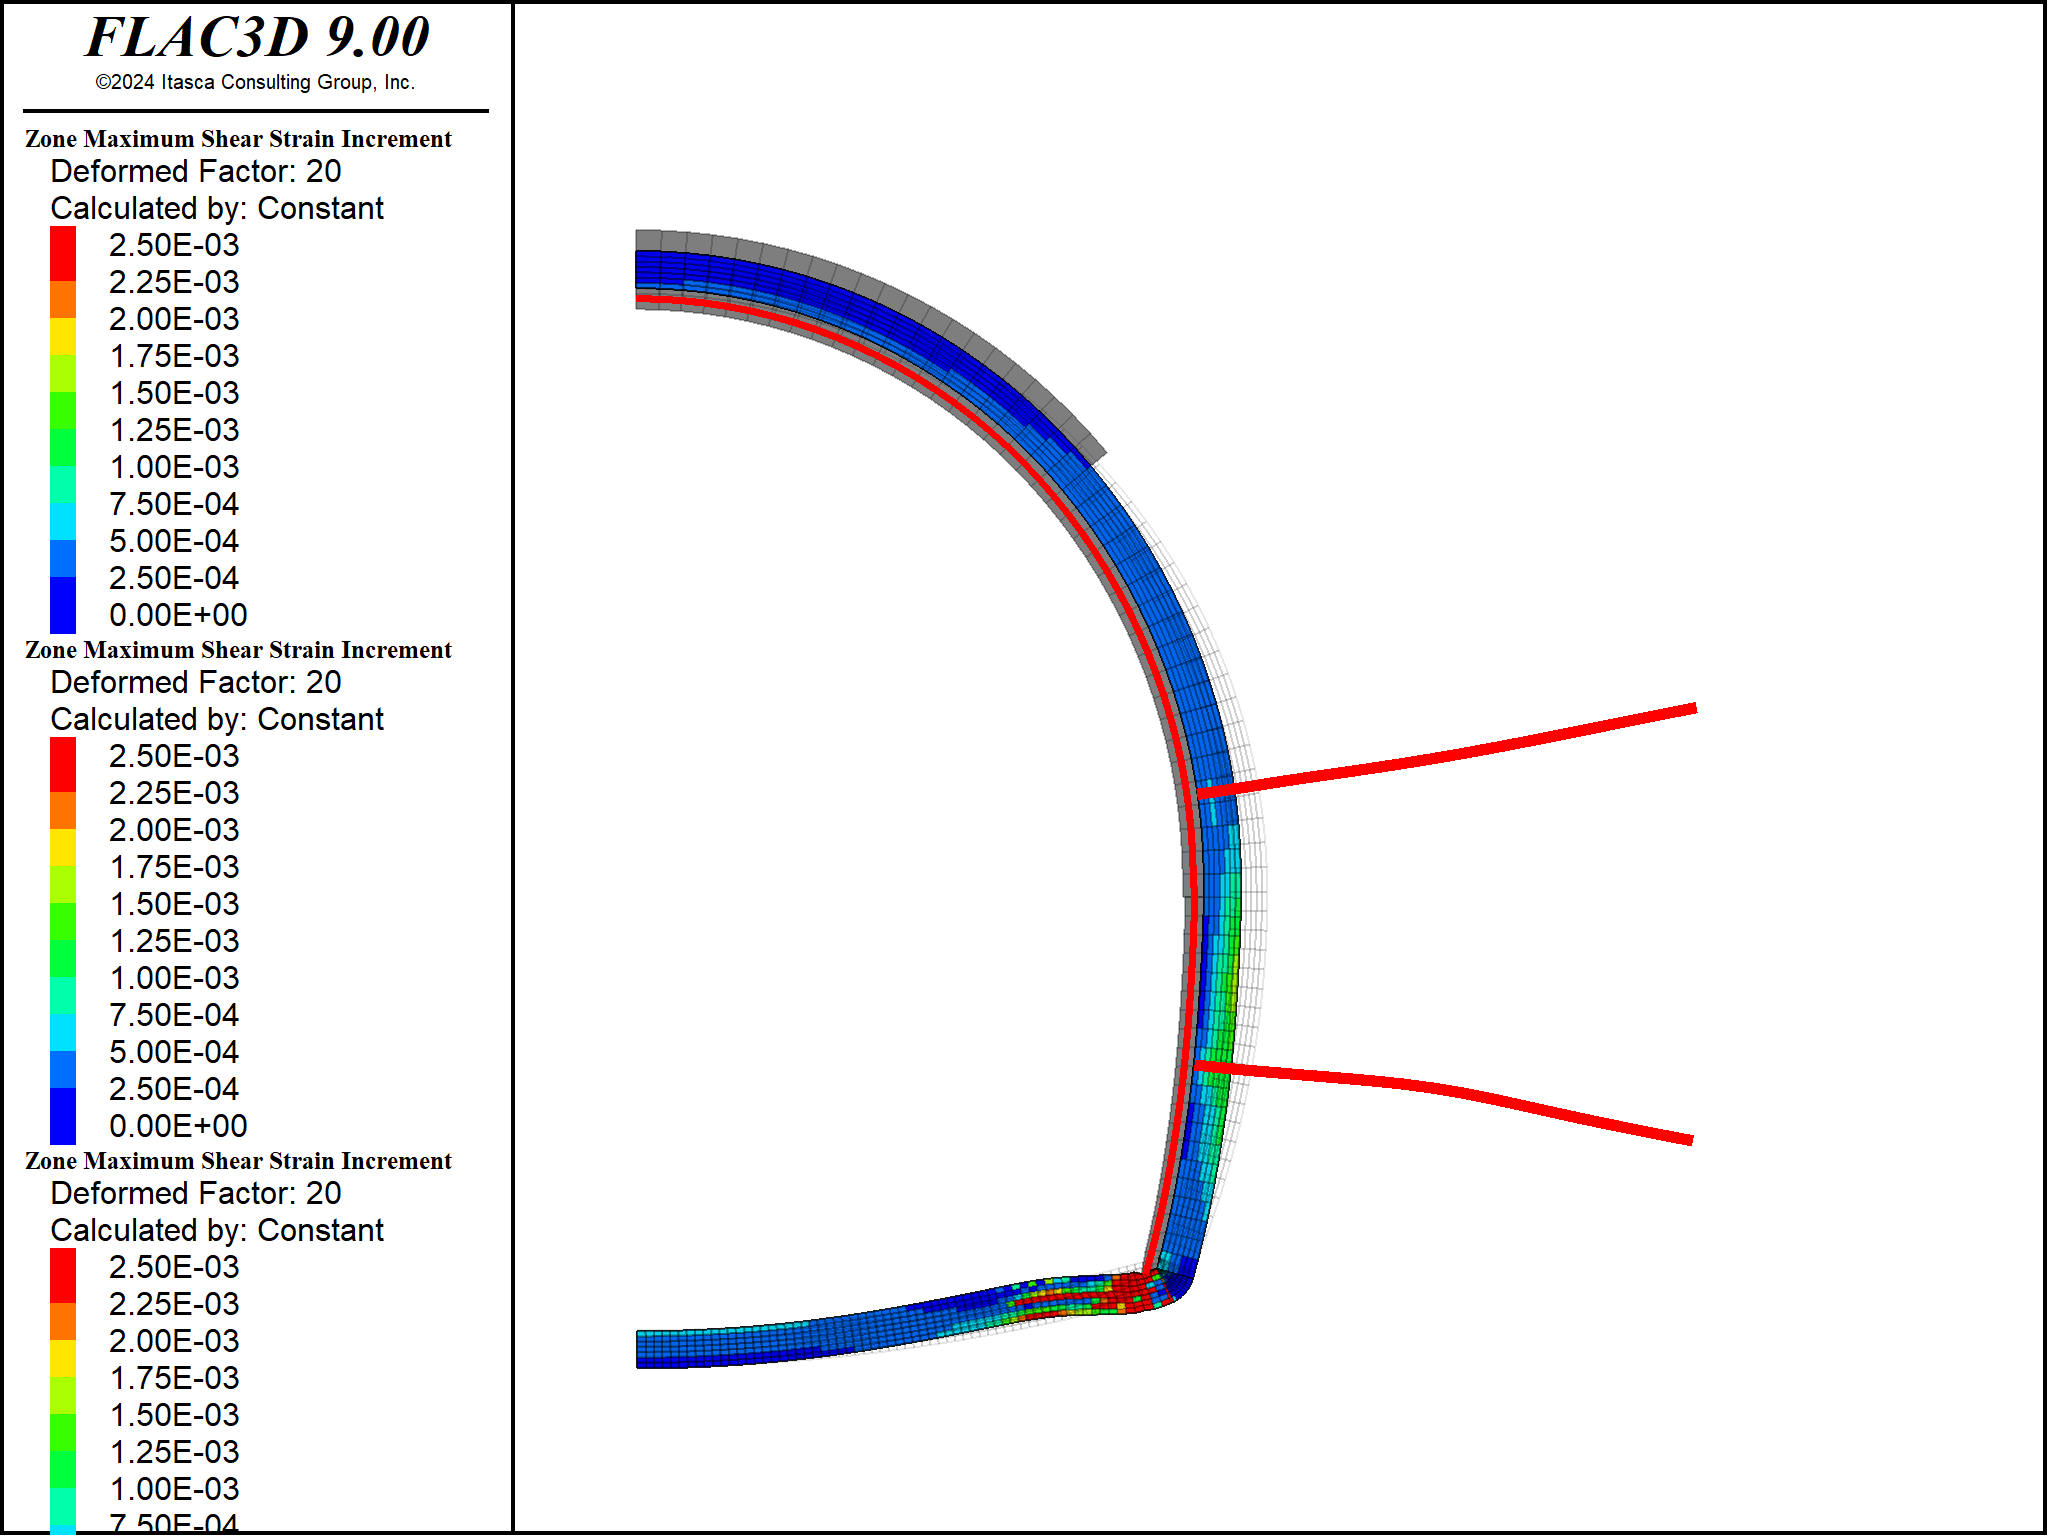 FLAC3D 9.00
©2024 Itasca Consulting Group, Inc.
Zone Maximum Shear Strain Increment
Deformed Factor: 20
Calculated by: Constant
2.50E-03
2.25E-03
2.00E-03
1.75E-03
1.50E-03
1.25E-03
1.00E-03
7.50E-04
5.00E-04
2.50E-04
0.00E+00
Zone Maximum Shear Strain Increment
Deformed Factor: 20
Calculated by: Constant
2.50E-03
2.25E-03
2.00E-03
1.75E-03
1.50E-03
1.25E-03
1.00E-03
7.50E-04
5.00E-04
2.50E-04
0.00E+00
Zone Maximum Shear Strain Increment
Deformed Factor: 20
Calculated by: Constant
2.50E-03
2.25E-03
2.00E-03
1.75E-03
1.50E-03
1.25E-03
1.00E-03
7.50E-04